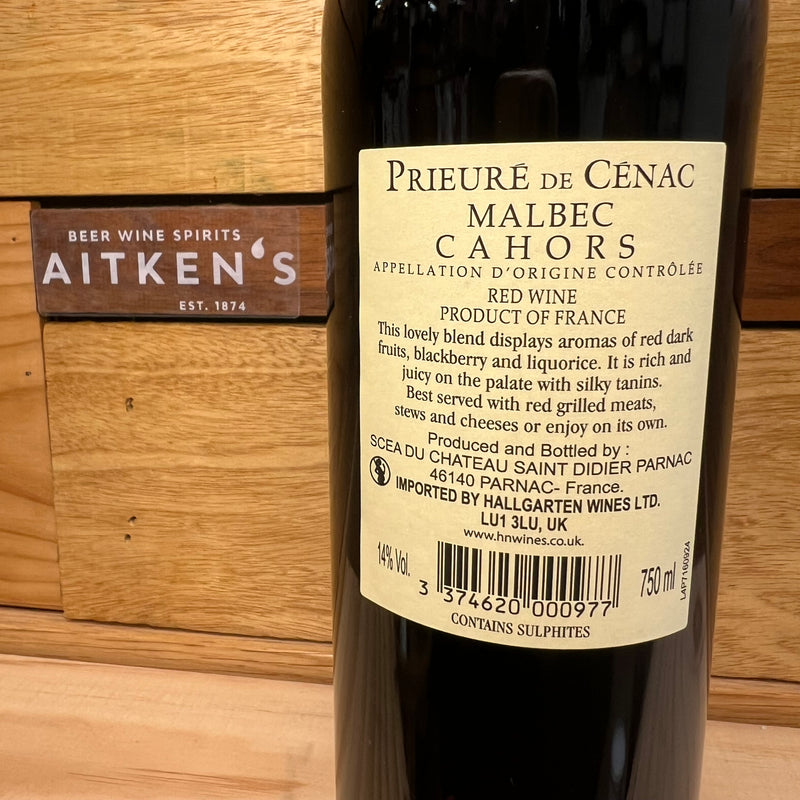 BEER WINE SPIRITS
AITKEN'S
EST. 1874
PRIEURÉ DE CÉNAC
MALBEC
CAHORS
APPELLATION D'ORIGINE CONTRÔLÉE
RED WINE
PRODUCT OF FRANCE
This lovely blend displays aromas of red dark
fruits, blackberry and liquorice. It is rich and
juicy on the palate with silky tanins.
Best served with red grilled meats,
stews and cheeses or enjoy on its own.
Produced and Bottled by :
SCEA DU CHATEAU SAINT DIDIER PARNAC
46140 PARNAC- France.
IMPORTED BY HALLGARTEN WINES LTD.
LU1 3LU, UK
www.hnwines.co.uk.
14% Vol.
3 374620 000977
750 ml
L4P7160924
CONTAINS SULPHITES